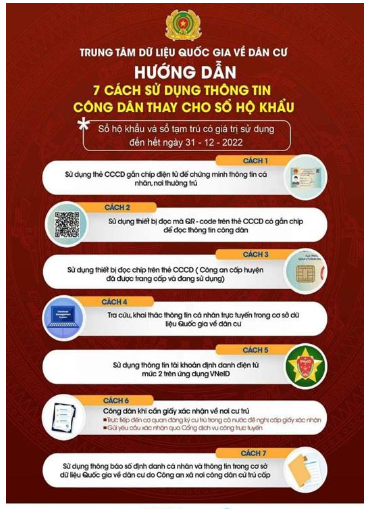 TRUNG TÂM DỮ LIỆU QUỐC GIA VỀ DÂN CƯ
HƯỚNG DẪN
7 CÁCH SỬ DỤNG THÔNG TIN
CÔNG DÂN THAY CHO SỔ HỘ KHẨU
* Sổ hộ khẩu và sổ tạm trú có giá trị sử dụng
đến hết ngày 31 - 12 - 2022
CÁCH 1
Sử dụng thẻ CCCD gắn chip điện tử để chứng minh thông tin cá
nhân, nơi thường trú
CÁCH 2
Sử dụng thiết bị đọc mã QR - code trên thẻ CCCD có gắn chip
để đọc thông tin công dân
CÁCH 3
Sử dụng thiết bị đọc chip trên thẻ CCCD ( Công an cấp huyện
đã được trang cấp và đang sử dụng)
CÁCH 4
Tra cứu, khai thác thông tin cá nhân trực tuyến trong cơ sở dữ
liệu Quốc gia về dân cư
CÁCH 5
Sử dụng thông tin tài khoản định danh điện tử
mức 2 trên ứng dụng VNeID
CÁCH 6
Công dân khi cần giấy xác nhận về nơi cư trú
Trực tiếp đến cơ quan đăng ký cư trú trong cả nước đề nghị cấp giấy xác nhận
Gửi yêu cầu xác nhận qua Cổng dịch vụ công trực tuyến
CÁCH 7
Sử dụng thông báo số định danh cá nhân và thông tin trong cơ sở
dữ liệu Quốc gia về dân cư do Công an xã nơi công dân cư trú cấp